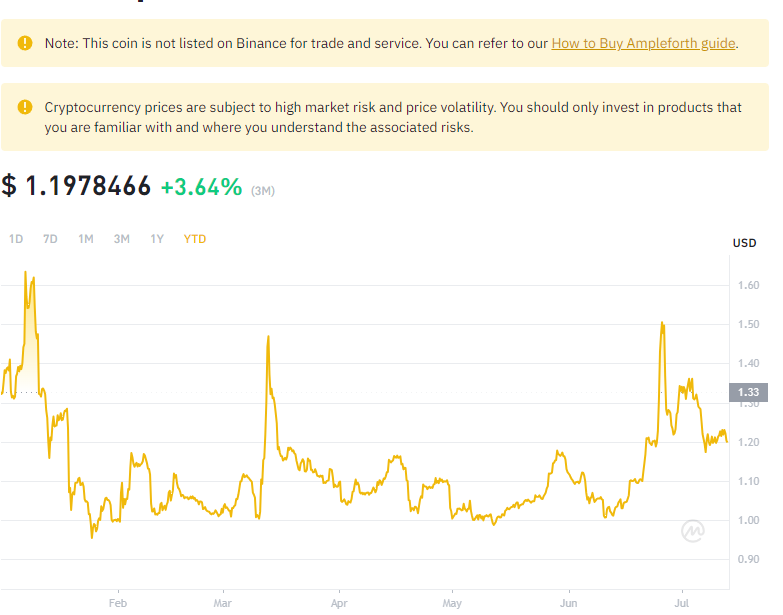 Note: This coin is not listed on Binance for trade and service. You can refer to our How to Buy Ampleforth guide.
Cryptocurrency prices are subject to high market risk and price volatility. You should only invest in products that
you are familiar with and where you understand the associated risks.
$ 1.1978466 +3.64% (3M)
1D 7D 1M 3M 1Y YTD
USD
1.60
1.50
1.40
1.33
1.30
1.20
1.10
1.00
0.90
Feb Mar Apr May Jun Jul